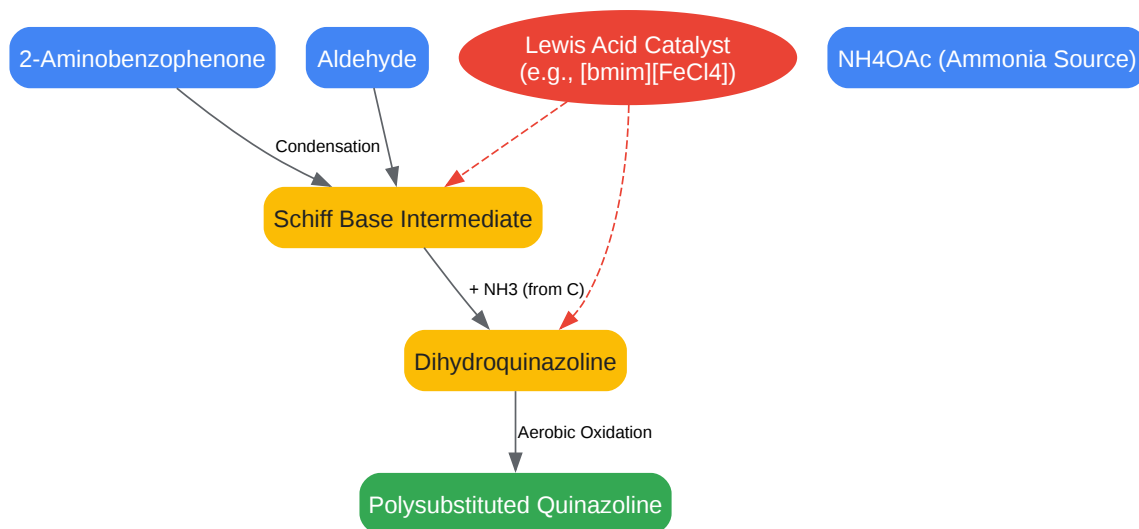 2-Aminobenzophenone
Aldehyde
Lewis Acid Catalyst
(e.g., [bmim][FeCl4])
NH4OAc (Ammonia Source)
Condensation
Schiff Base Intermediate
+ NH3 (from C)
Dihydroquinazoline
Aerobic Oxidation
Polysubstituted Quinazoline